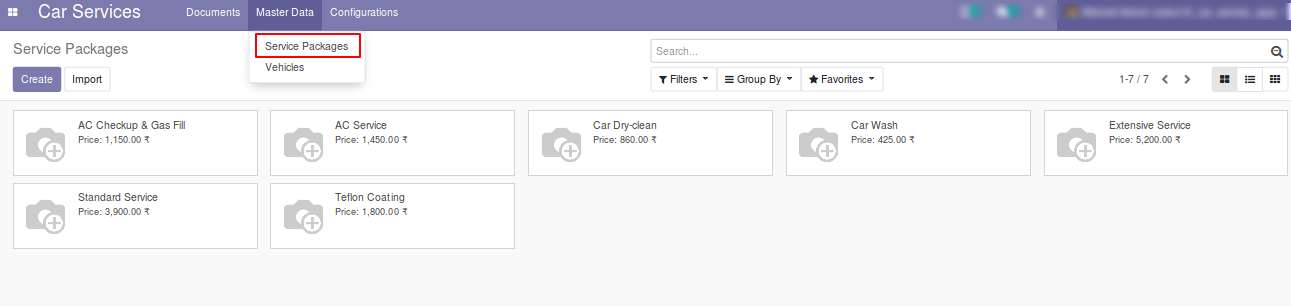 Car Services
Documents
Master Data
Configurations
Service Packages
Service Packages
Vehicles
Search...
Create
Import
Filters
Group By
Favorites
1-7 / 7
AC Checkup & Gas Fill
Price: 1,150.00 ₹
AC Service
Price: 1,450.00 ₹
Car Dry-clean
Price: 860.00 ₹
Car Wash
Price: 425.00 ₹
Extensive Service
Price: 5,200.00 ₹
Standard Service
Price: 3,900.00 ₹
Teflon Coating
Price: 1,800.00 ₹